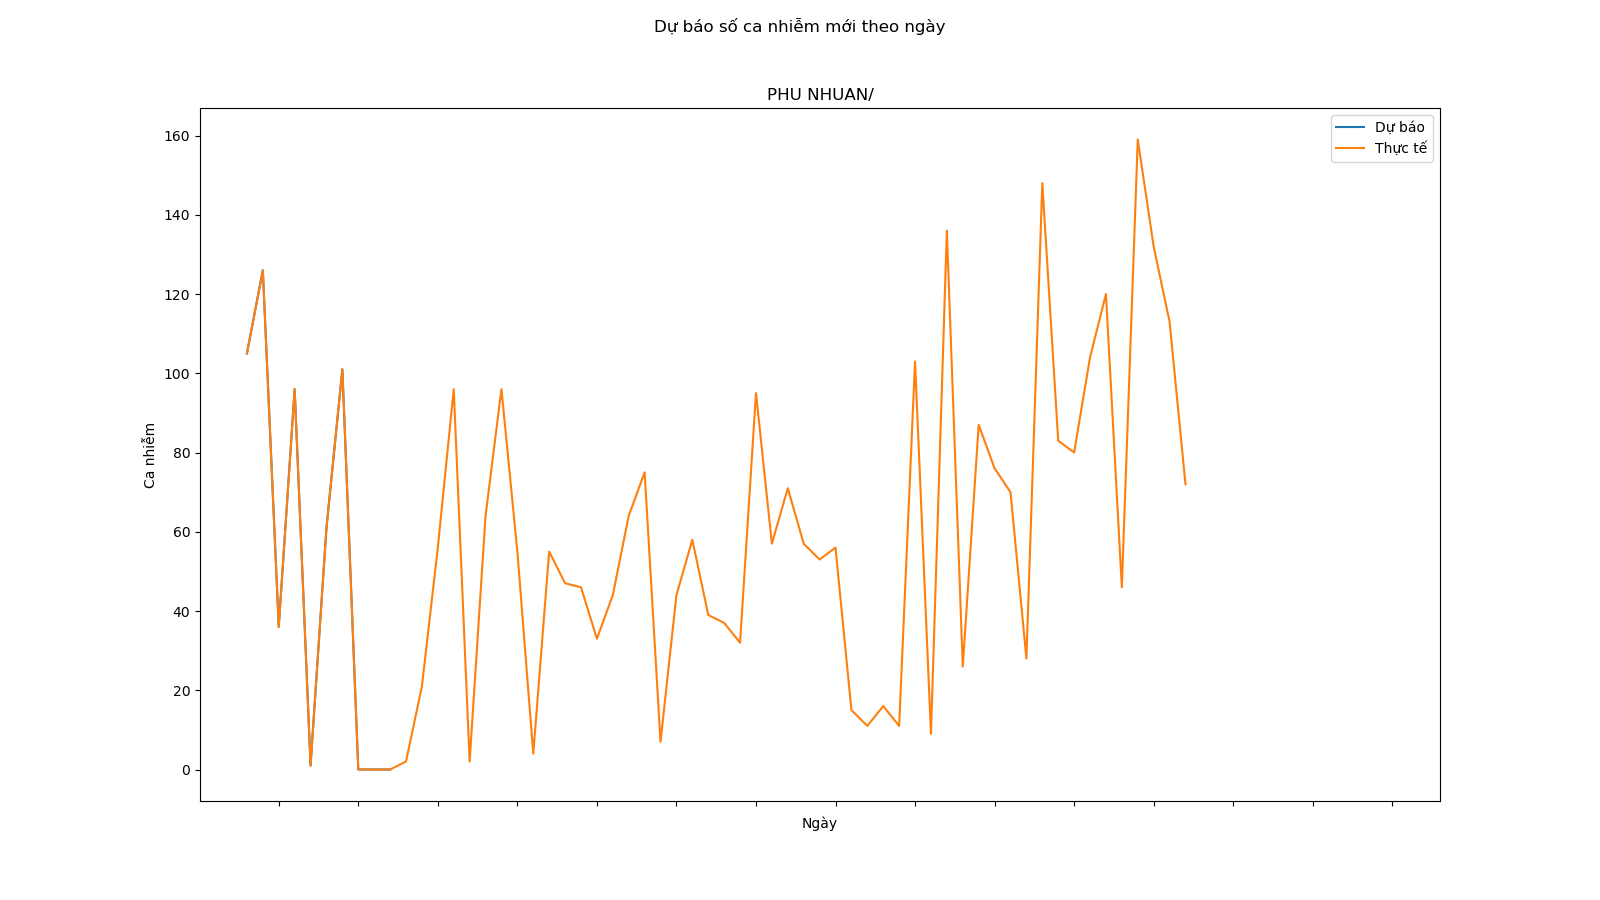 Dự báo số ca nhiễm mới theo ngày
PHU NHUAN/
Dự báo
Thực tế
160
140
120
100
80
60
40
20
0
Ca nhiễm
Ngày